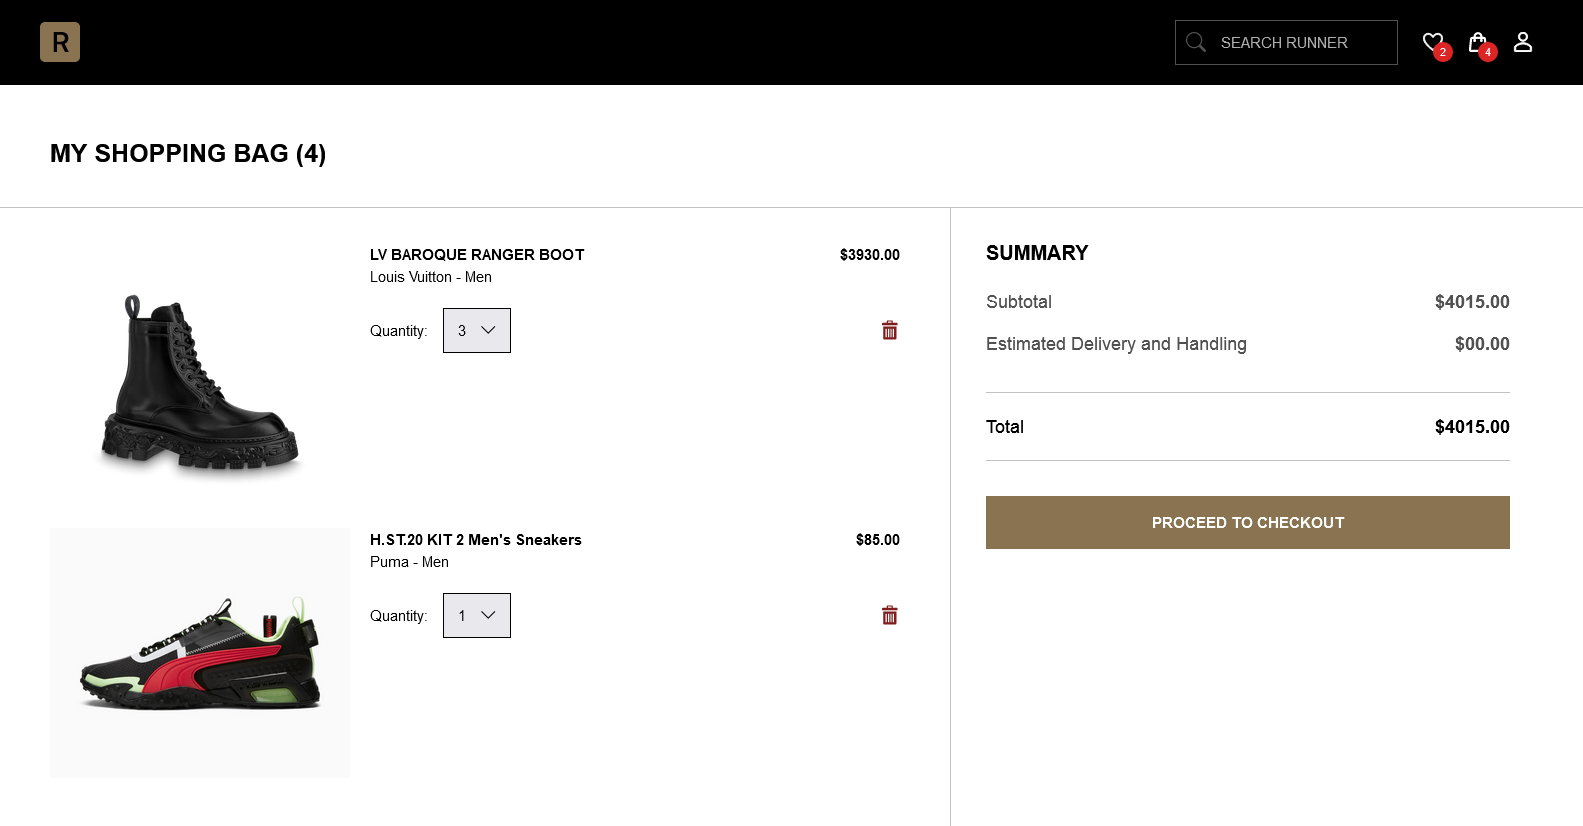 R
SEARCH RUNNER
2
4
MY SHOPPING BAG (4)
LV BAROQUE RANGER BOOT
$3930.00
Louis Vuitton - Men
Quantity:
3
H.ST.20 KIT 2 Men's Sneakers
$85.00
Puma - Men
Quantity:
1
SUMMARY
Subtotal
$4015.00
Estimated Delivery and Handling
$00.00
Total
$4015.00
PROCEED TO CHECKOUT